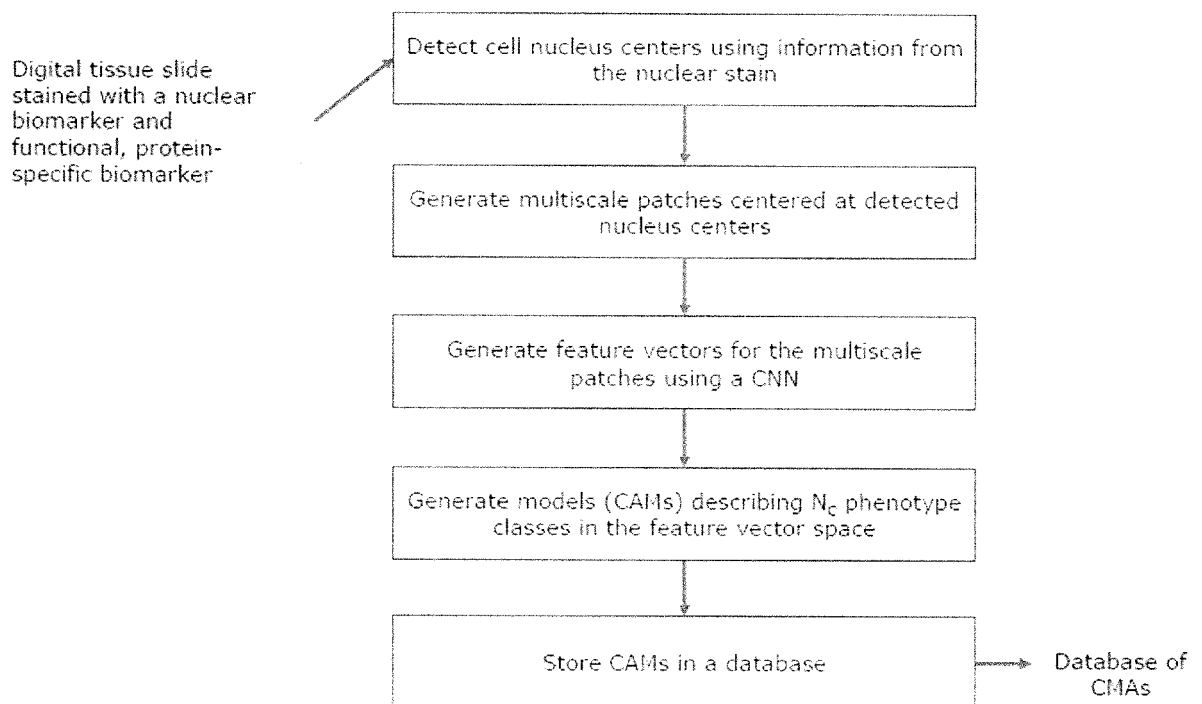 Digital tissue slide
stained with a nuclear
biomarker and
functional, protein-
specific biomarker
Detect cell nucleus centers using information from
the nuclear stain
Generate multiscale patches centered at detected
nucleus centers
Generate feature vectors for the multiscale
patches using a CNN
Generate models (CAMs) describing Nc phenotype
classes in the feature vector space
Store CAMs in a database
Database of
CMAs